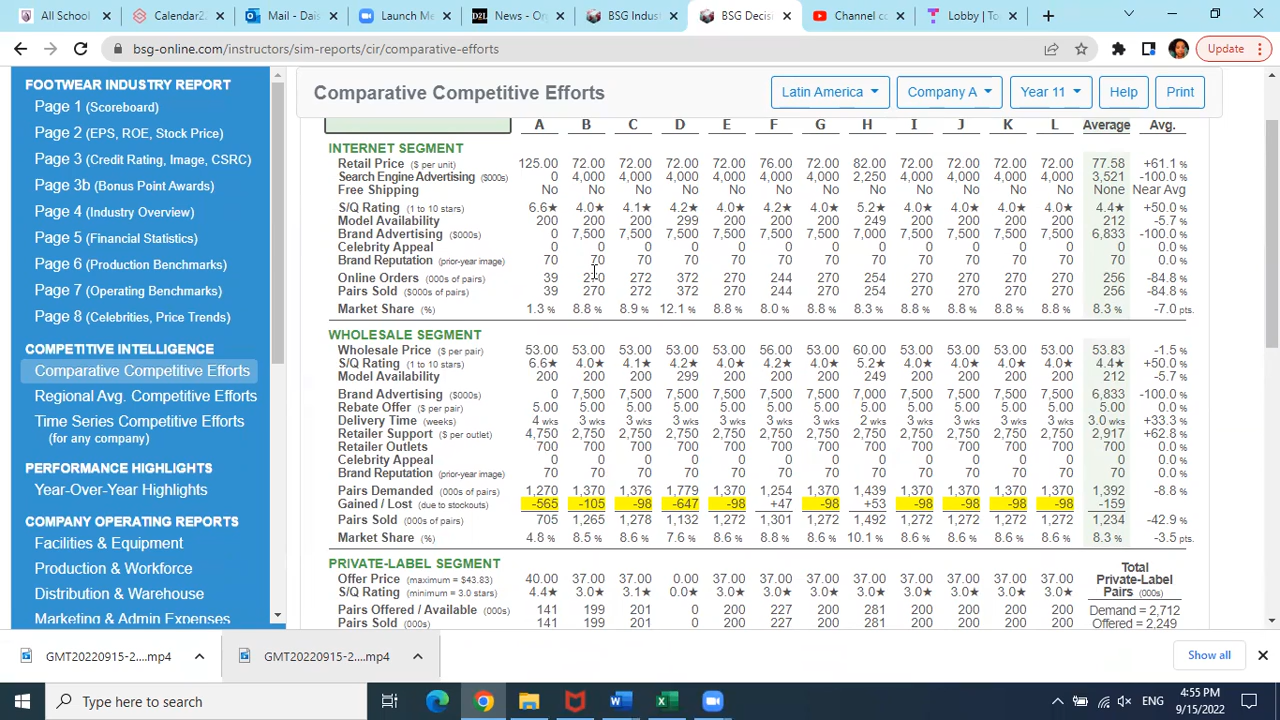 All School
Calendar2
Mail - Das
Launch Me
News - Or
BSG Indust
BSG Decis
Channel co
Lobby | To
bsg-online.com/instructors/sim-reports/cir/comparative-efforts
Update
FOOTWEAR INDUSTRY REPORT
Page 1 (Scoreboard)
Page 2 (EPS, ROE, Stock Price)
Page 3 (Credit Rating, Image, CSRC)
Page 3b (Bonus Point Awards)
Page 4 (Industry Overview)
Page 5 (Financial Statistics)
Page 6 (Production Benchmarks)
Page 7 (Operating Benchmarks)
Page 8 (Celebrities, Price Trends)
COMPETITIVE INTELLIGENCE
Comparative Competitive Efforts
Regional Avg. Competitive Efforts
Time Series Competitive Efforts
(for any company)
PERFORMANCE HIGHLIGHTS
Year-Over-Year Highlights
COMPANY OPERATING REPORTS
Facilities & Equipment
Production & Workforce
Distribution & Warehouse
Marketing & Admin Expenses
Comparative Competitive Efforts
Latin America
Company A
Year 11
Help
Print
A B C D E F G H I J K L Average Avg.
INTERNET SEGMENT
Retail Price ($ per unit) 125.00 72.00 72.00 72.00 72.00 76.00 72.00 82.00 72.00 72.00 72.00 72.00 77.58 +61.1 %
Search Engine Advertising ($000s) 0 4,000 4,000 4,000 4,000 4,000 4,000 2,250 4,000 4,000 4,000 4,000 3,521 -100.0 %
Free Shipping No No No No No No No No No No No No None Near Avg
S/Q Rating (1 to 10 stars) 6.6★ 4.0★ 4.1★ 4.2★ 4.0★ 4.2★ 4.0★ 5.2★ 4.0★ 4.0★ 4.0★ 4.0★ 4.4★ +50.0 %
Model Availability 200 200 200 299 200 200 200 249 200 200 200 200 212 -5.7 %
Brand Advertising ($000s) 0 7,500 7,500 7,500 7,500 7,500 7,500 7,000 7,500 7,500 7,500 7,500 6,833 -100.0 %
Celebrity Appeal 0 0 0 0 0 0 0 0 0 0 0 0 0 0.0 %
Brand Reputation (prior-year image) 70 70 70 70 70 70 70 70 70 70 70 70 70 0.0 %
Online Orders (000s of pairs) 39 270 272 372 270 244 270 254 270 270 270 270 256 -84.8 %
Pairs Sold ($000s of pairs) 39 270 272 372 270 244 270 254 270 270 270 270 256 -84.8 %
Market Share (%) 1.3 % 8.8 % 8.9 % 12.1 % 8.8 % 8.0 % 8.8 % 8.3 % 8.8 % 8.8 % 8.8 % 8.8 % 8.3 % -7.0 pts.
WHOLESALE SEGMENT
Wholesale Price ($ per pair) 53.00 53.00 53.00 53.00 53.00 56.00 53.00 60.00 53.00 53.00 53.00 53.00 53.83 -1.5 %
S/Q Rating (1 to 10 stars) 6.6★ 4.0★ 4.1★ 4.2★ 4.0★ 4.2★ 4.0★ 5.2★ 4.0★ 4.0★ 4.0★ 4.0★ 4.4★ +50.0 %
Model Availability 200 200 200 299 200 200 200 249 200 200 200 200 212 -5.7 %
Brand Advertising ($000s) 0 7,500 7,500 7,500 7,500 7,500 7,500 7,000 7,500 7,500 7,500 7,500 6,833 -100.0 %
Rebate Offer ($ per pair) 5.00 5.00 5.00 5.00 5.00 5.00 5.00 5.00 5.00 5.00 5.00 5.00 5.00 0.0 %
Delivery Time (weeks) 4 wks 3 wks 3 wks 3 wks 3 wks 3 wks 3 wks 2 wks 3 wks 3 wks 3 wks 3 wks 3.0 wks +33.3 %
Retailer Support ($ per outlet) 4,750 2,750 2,750 2,750 2,750 2,750 2,750 2,750 2,750 2,750 2,750 2,750 2,917 +62.8 %
Retailer Outlets 700 700 700 700 700 700 700 700 700 700 700 700 700 0.0 %
Celebrity Appeal 0 0 0 0 0 0 0 0 0 0 0 0 0 0.0 %
Brand Reputation (prior-year image) 70 70 70 70 70 70 70 70 70 70 70 70 70 0.0 %
Pairs Demanded (000s of pairs) 1,270 1,370 1,376 1,779 1,370 1,254 1,370 1,439 1,370 1,370 1,370 1,370 1,392 -8.8 %
Gained / Lost (due to stockouts) -565 -105 -98 -647 -98 +47 -98 +53 -98 -98 -98 -98 -159
Pairs Sold (000s of pairs) 705 1,265 1,278 1,132 1,272 1,301 1,272 1,492 1,272 1,272 1,272 1,272 1,234 -42.9 %
Market Share (%) 4.8 % 8.5 % 8.6 % 7.6 % 8.6 % 8.8 % 8.6 % 10.1 % 8.6 % 8.6 % 8.6 % 8.6 % 8.3 % -3.5 pts.
PRIVATE-LABEL SEGMENT
Total
Private-Label
Pairs (000s)
Offer Price (maximum = $43.83) 40.00 37.00 37.00 0.00 37.00 37.00 37.00 37.00 37.00 37.00 37.00 37.00
S/Q Rating (minimum = 3.0 stars) 4.4★ 3.0★ 3.1★ 0.0★ 3.0★ 3.0★ 3.0★ 3.0★ 3.0★ 3.0★ 3.0★ 3.0★
Pairs Offered / Available (000s) 141 199 201 0 200 227 200 281 200 200 200 200 Demand = 2,712
Pairs Sold (000s) 141 199 201 0 200 227 200 281 200 200 200 200 Offered = 2,249
GMT20220915-2....mp4
GMT20220915-2....mp4
Show all
Type here to search
ENG
4:55 PM
9/15/2022